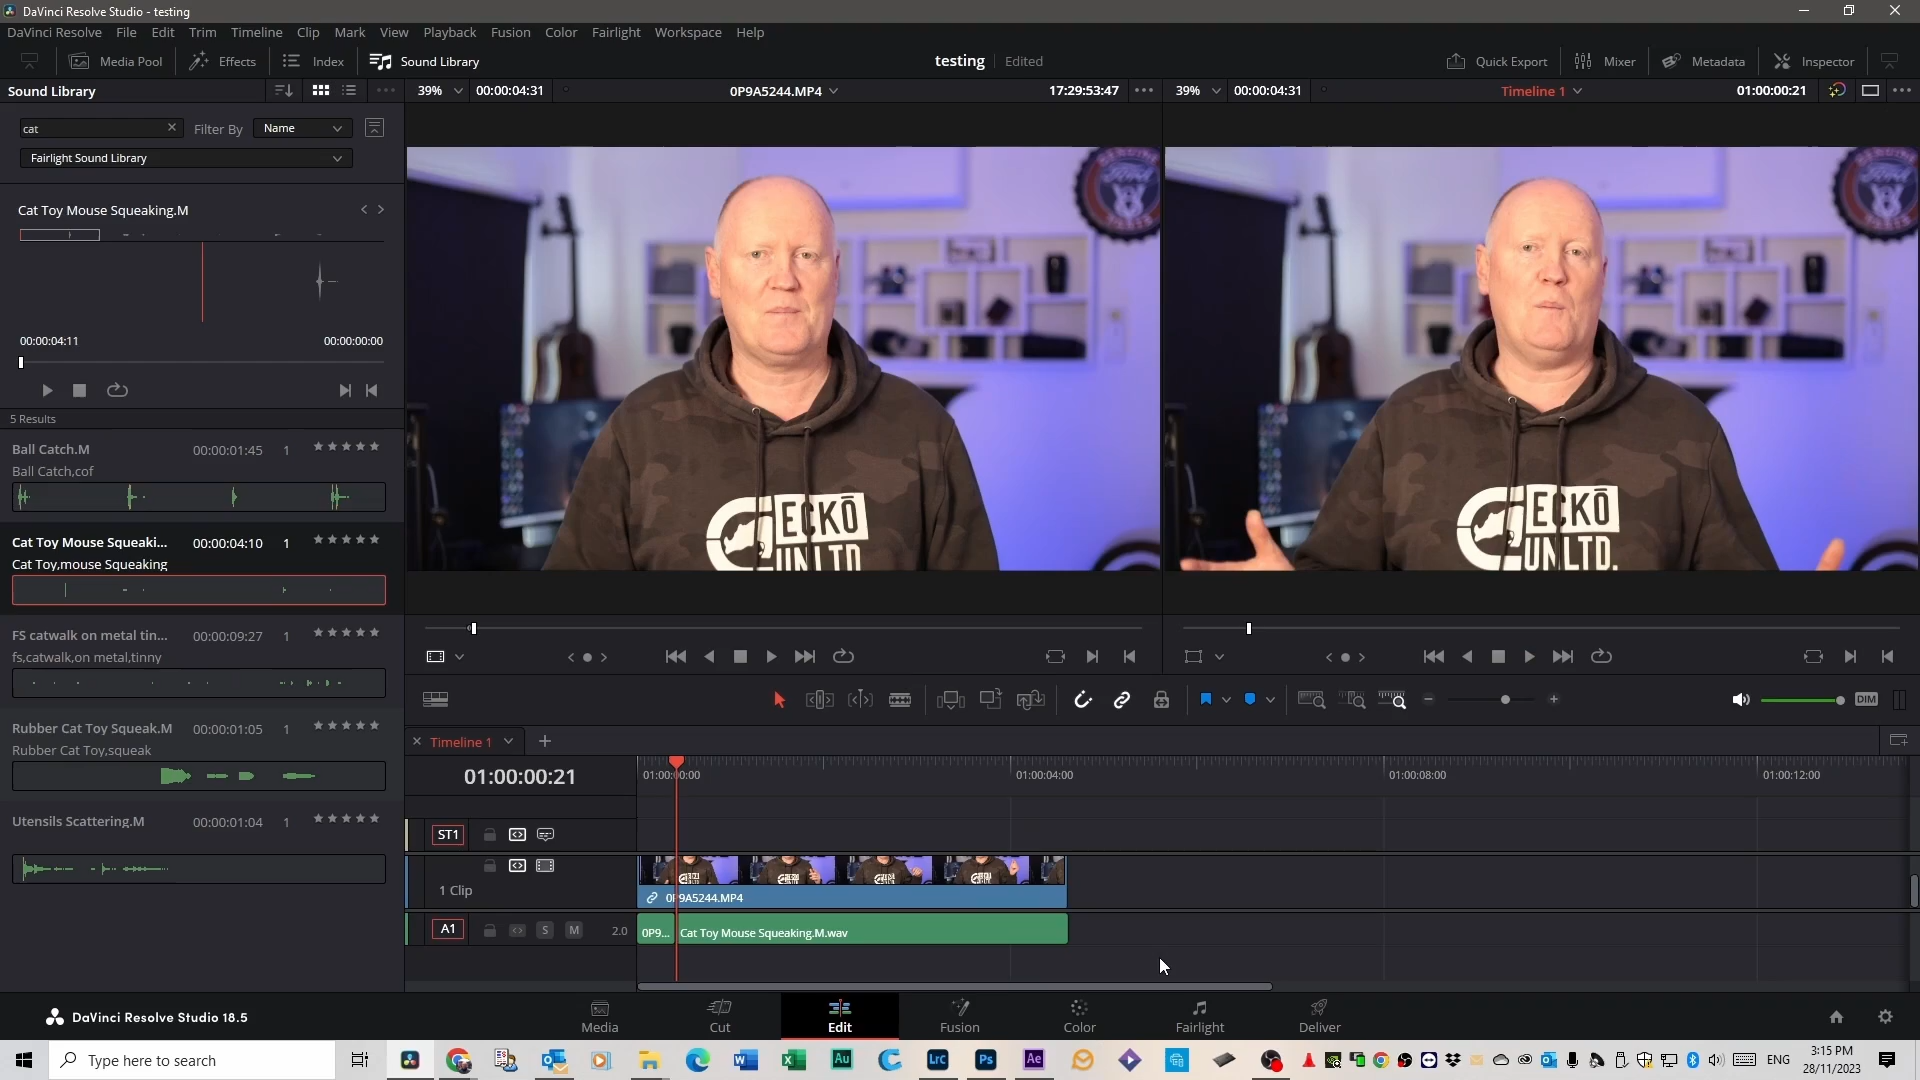 DaVinci Resolve Studio - testing
DaVinci Resolve File Edit Trim Timeline Clip Mark View Playback Fusion Color Fairlight Workspace Help
Media Pool Effects Index Sound Library testing Edited Quick Export Mixer Metadata Inspector
Sound Library 39% 00:00:04:31 0P9A5244.MP4 17:29:53:47 39% 00:00:04:31 Timeline 1 01:00:00:21
cat Filter By Name
Fairlight Sound Library
Cat Toy Mouse Squeaking.M
00:00:04:11 00:00:00:00
5 Results
Ball Catch.M 00:00:01:45 1
Ball Catch,cof
Cat Toy Mouse Squeaki... 00:00:04:10 1
Cat Toy,mouse Squeaking
FS catwalk on metal tin... 00:00:09:27 1
fs,catwalk,on metal,tinny
Rubber Cat Toy Squeak.M 00:00:01:05 1
Rubber Cat Toy,squeak
Utensils Scattering.M 00:00:01:04 1
ECKŌ
UNLTD.
ECKŌ
UNLTD.
DIM
Timeline 1
01:00:00:21 01:00:00:00 01:00:04:00 01:00:08:00 01:00:12:00
ST1
1 Clip
0P9A5244.MP4
A1 S M 2.0 0P9... Cat Toy Mouse Squeaking.M.wav
DaVinci Resolve Studio 18.5
Media Cut Edit Fusion Color Fairlight Deliver
Type here to search
Au
Lrc
Ps
Ae
ENG
3:15 PM
28/11/2023